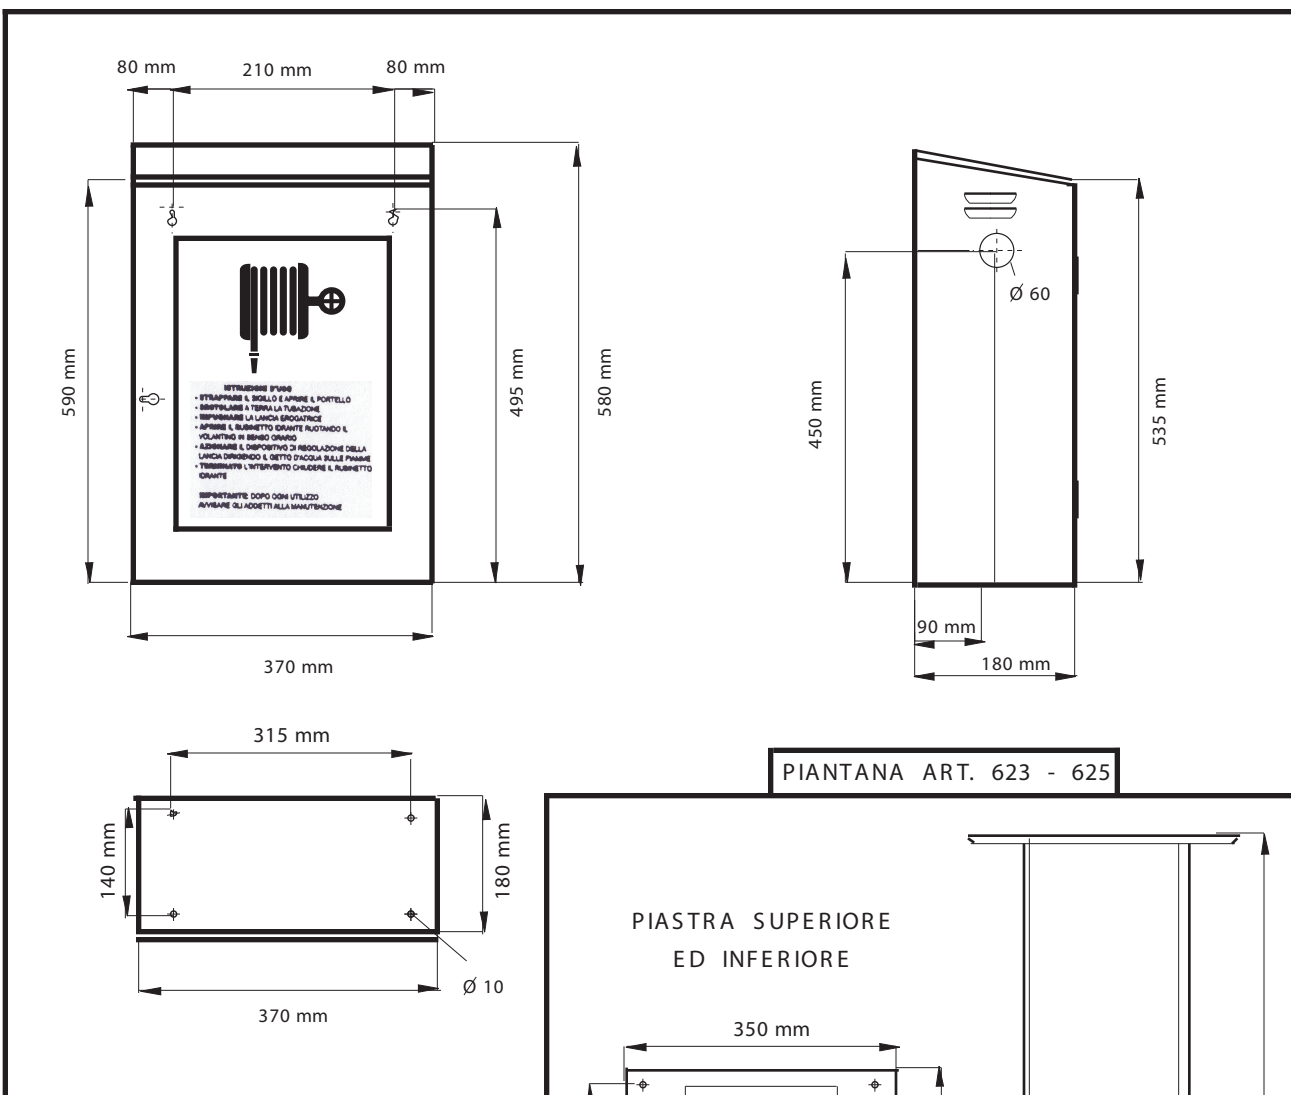 80 mm 210 mm 80 mm
590 mm
495 mm
580 mm
ISTRUZIONE D'USO
- STRAPPARE IL SIGILLO E APRIRE IL PORTELLO
- SROTOLARE A TERRA LA TUBAZIONE
- IMPUGNARE LA LANCIA EROGATRICE
- APRIRE IL RUBINETTO IDRANTE RUOTANDO IL
VOLANTINO IN SENSO ORARIO
- AZIONARE IL DISPOSITIVO DI REGOLAZIONE DELLA
LANCIA DIRIGENDO IL GETTO D'ACQUA SULLE FIAMME
- TERMINATO L'INTERVENTO CHIUDERE IL RUBINETTO
IDRANTE
IMPORTANTE: DOPO OGNI UTILIZZO
AVVISARE GLI ADDETTI ALLA MANUTENZIONE
370 mm
Ø 60
450 mm
535 mm
90 mm
180 mm
315 mm
140 mm
180 mm
Ø 10
370 mm
PIANTANA ART. 623 - 625
PIASTRA SUPERIORE
ED INFERIORE
350 mm